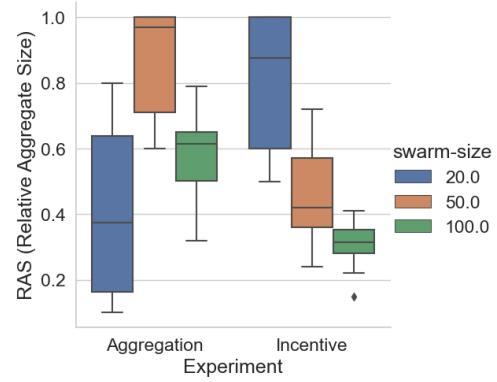 RAS (Relative Aggregate Size)
1.0
0.8
0.6
0.4
0.2
Aggregation
Incentive
Experiment
swarm-size
20.0
50.0
100.0